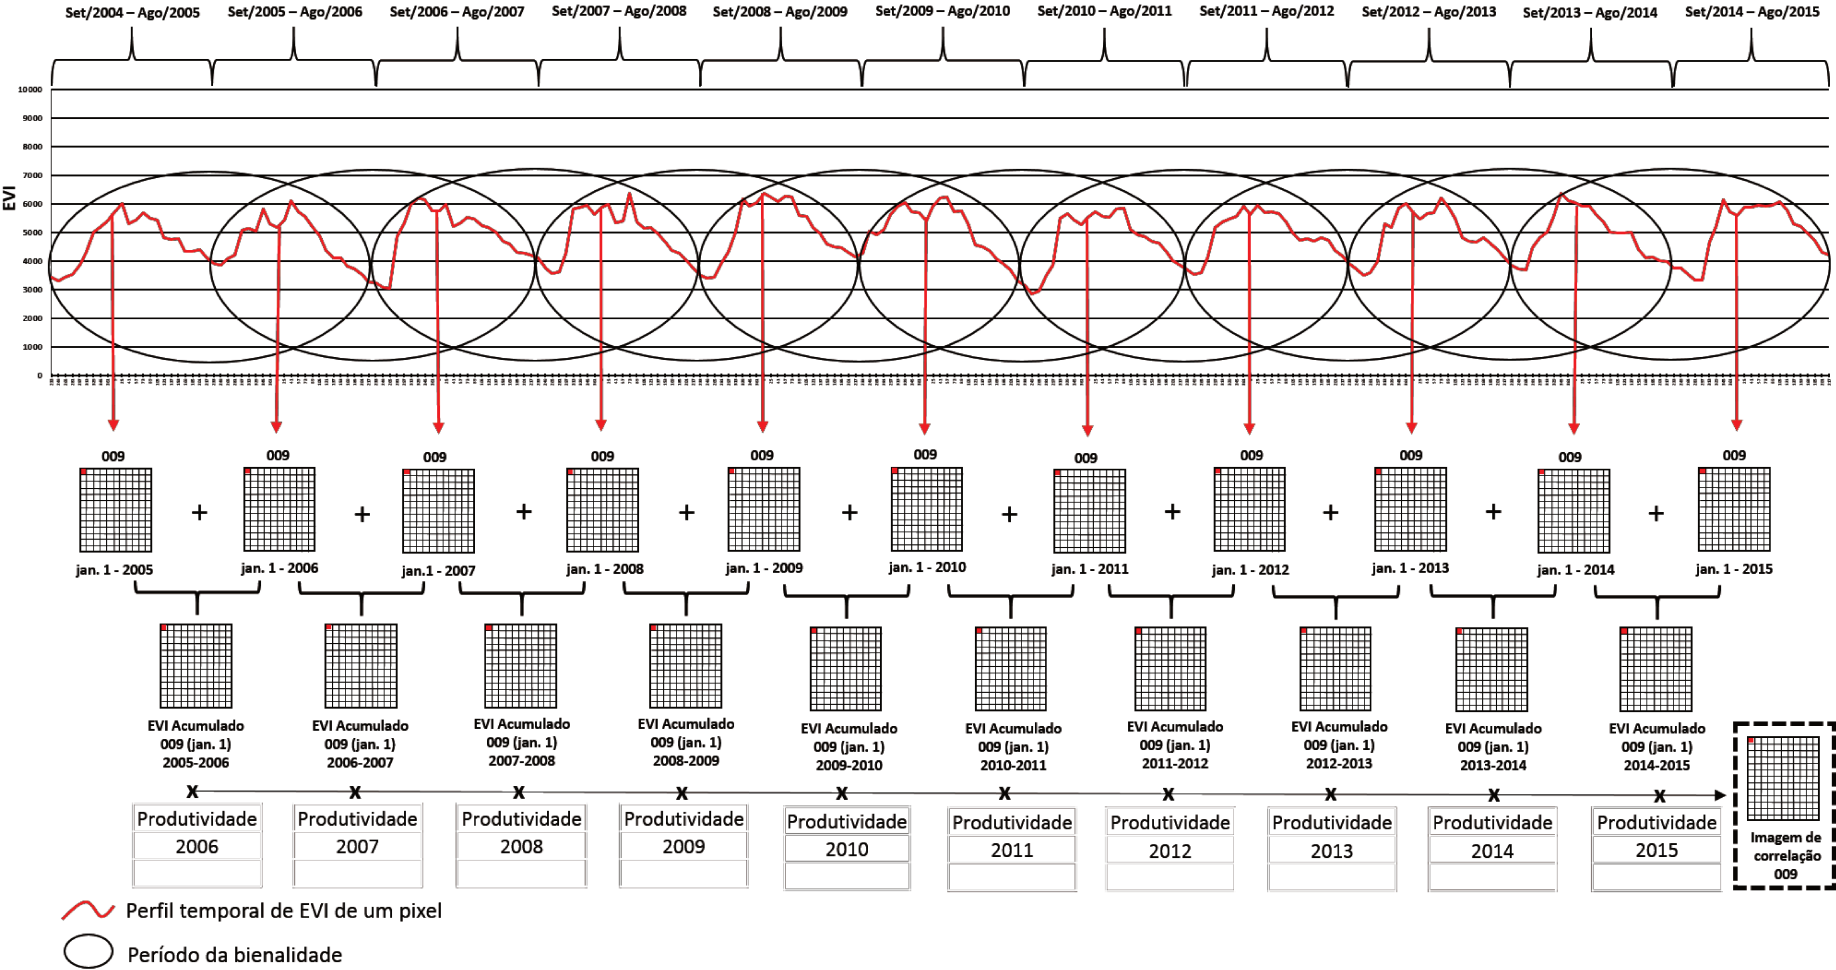 Set/2004 – Ago/2005 Set/2005 – Ago/2006 Set/2006 – Ago/2007 Set/2007 – Ago/2008 Set/2008 – Ago/2009 Set/2009 – Ago/2010 Set/2010 – Ago/2011 Set/2011 – Ago/2012 Set/2012 – Ago/2013 Set/2013 – Ago/2014 Set/2014 – Ago/2015
10000
9000
8000
7000
6000
5000
4000
3000
2000
1000
0
EVI
009 009 009 009 009 009 009 009 009 009 009
+ + + + + + + + + +
jan. 1 - 2005 jan. 1 - 2006 jan.1 - 2007 jan. 1 - 2008 jan. 1 - 2009 jan. 1 - 2010 jan. 1 - 2011 jan. 1 - 2012 jan. 1 - 2013 jan. 1 - 2014 jan. 1 - 2015
EVI Acumulado
009 (jan. 1)
2005-2006
EVI Acumulado
009 (jan. 1)
2006-2007
EVI Acumulado
009 (jan. 1)
2007-2008
EVI Acumulado
009 (jan. 1)
2008-2009
EVI Acumulado
009 (jan. 1)
2009-2010
EVI Acumulado
009 (jan. 1)
2010-2011
EVI Acumulado
009 (jan. 1)
2011-2012
EVI Acumulado
009 (jan. 1)
2012-2013
EVI Acumulado
009 (jan. 1)
2013-2014
EVI Acumulado
009 (jan. 1)
2014-2015
X X X X X X X X X X
Produtividade
2006
Produtividade
2007
Produtividade
2008
Produtividade
2009
Produtividade
2010
Produtividade
2011
Produtividade
2012
Produtividade
2013
Produtividade
2014
Produtividade
2015
Imagem de
correlação
009
Perfil temporal de EVI de um pixel
Período da bienalidade